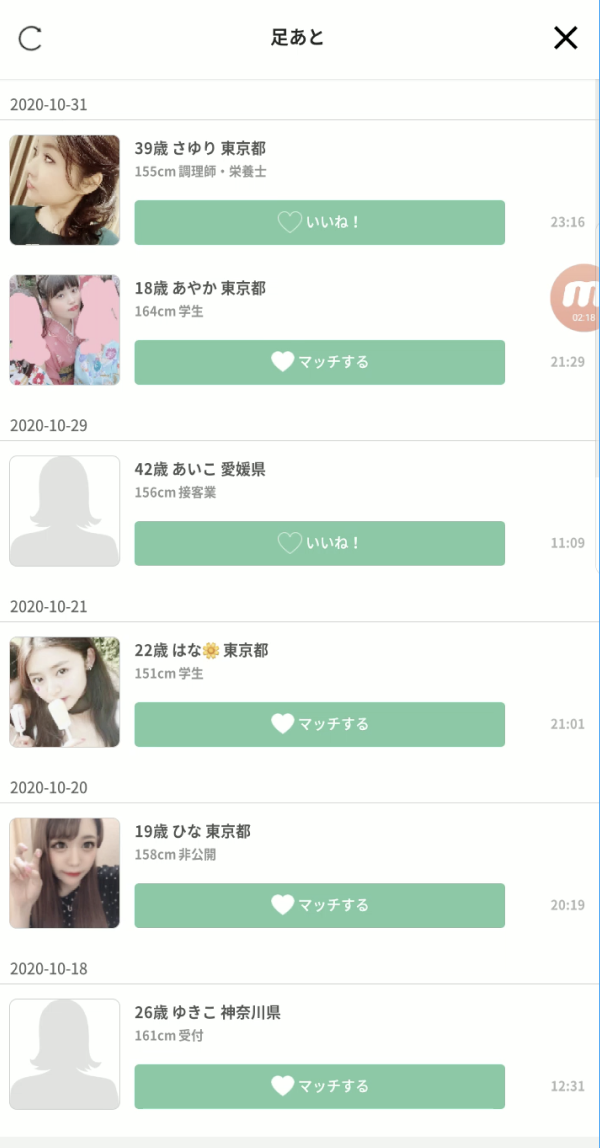 足あと
2020-10-31
39歳 さゆり 東京都
155cm 調理師・栄養士
いいね！
23:16
18歳 あやか 東京都
164cm 学生
02:18
マッチする
21:29
2020-10-29
42歳 あいこ 愛媛県
156cm 接客業
いいね！
11:09
2020-10-21
22歳 はな🌼 東京都
151cm 学生
マッチする
21:01
2020-10-20
19歳 ひな 東京都
158cm 非公開
マッチする
20:19
2020-10-18
26歳 ゆきこ 神奈川県
161cm 受付
マッチする
12:31